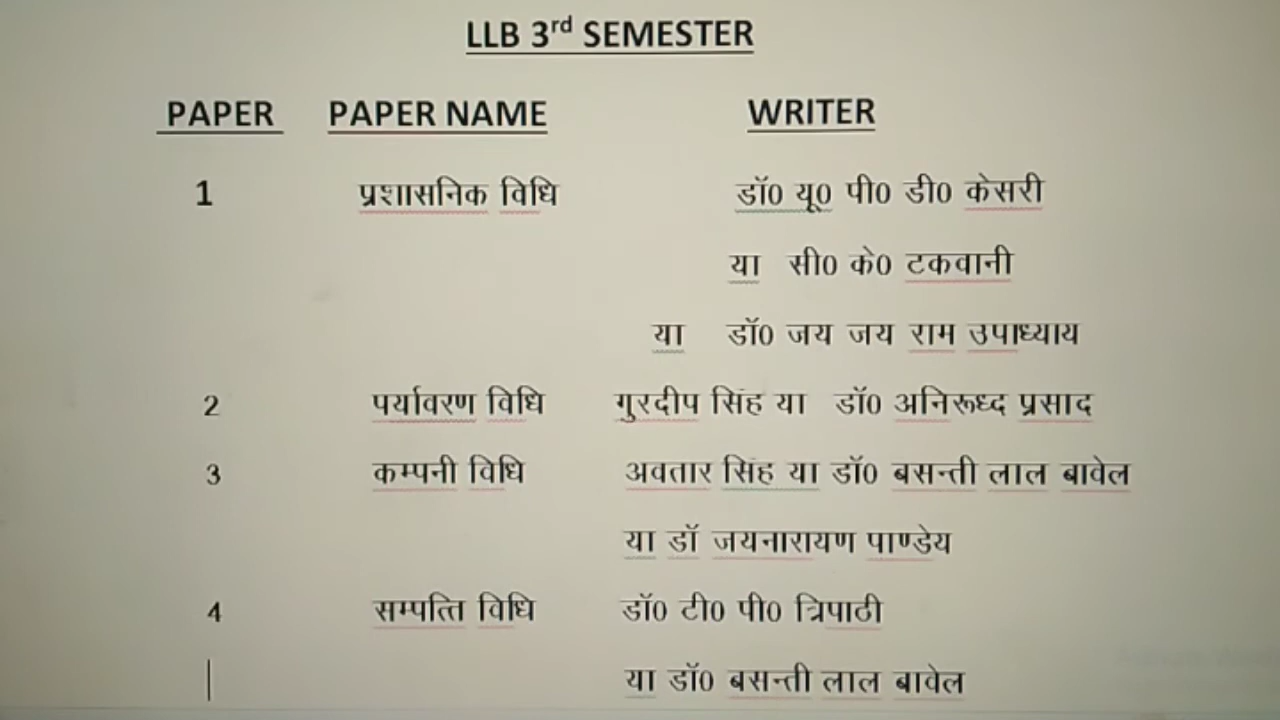 LLB 3rd SEMESTER
PAPER PAPER NAME WRITER
1 प्रशासनिक विधि डॉ0 यू0 पी0 डी0 केसरी
या सी0 के0 टकवानी
या डॉ0 जय जय राम उपाध्याय
2 पर्यावरण विधि गुरदीप सिंह या डॉ0 अनिरूध्द प्रसाद
3 कम्पनी विधि अवतार सिंह या डॉ0 बसन्ती लाल बावेल
या डॉ जयनारायण पाण्डेय
4 सम्पत्ति विधि डॉ0 टी0 पी0 त्रिपाठी
या डॉ0 बसन्ती लाल बावेल